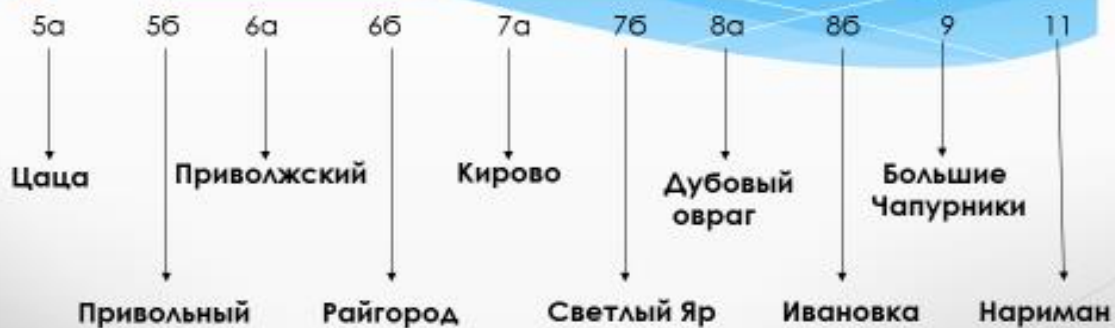 5а 5б 6а 6б 7а 7б 8а 8б 9 11
Цаца Приволжский Кирово Дубовый овраг Большие Чапурники
Привольный Райгород Светлый Яр Ивановка Нариман